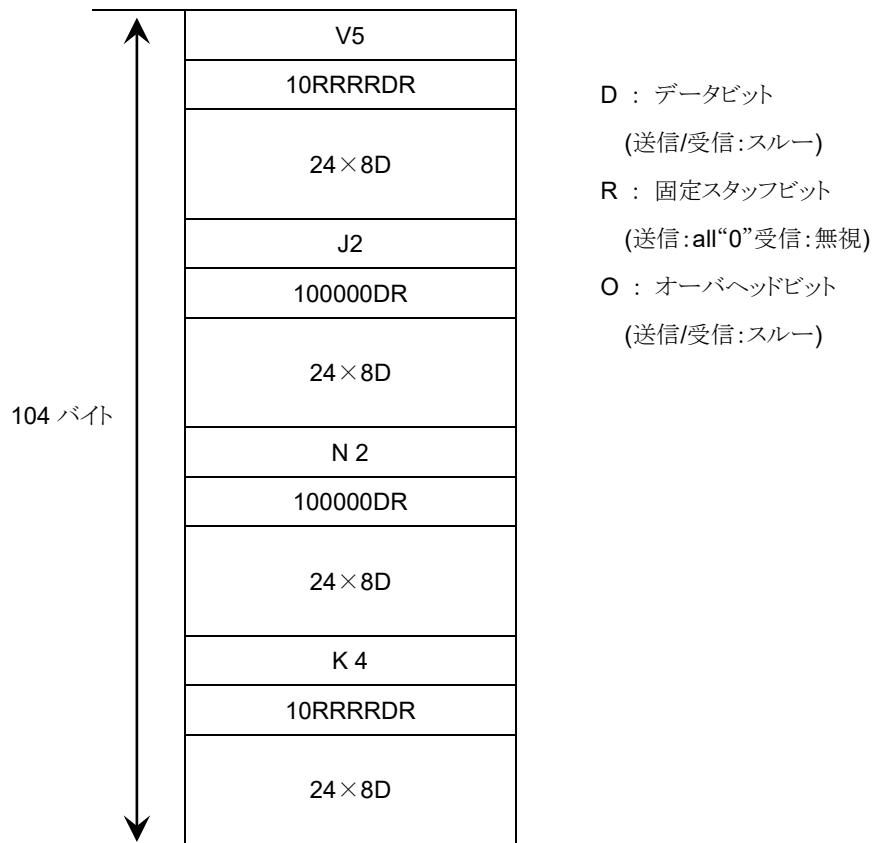 V5
10RRRRDR
24×8D
J2
100000DR
24×8D
N 2
100000DR
24×8D
K 4
10RRRRDR
24×8D
104 バイト
D : データビット
(送信/受信:スルー)
R : 固定スタッフビット
(送信:all“0”受信:無視)
O : オーバヘッドビット
(送信/受信:スルー)